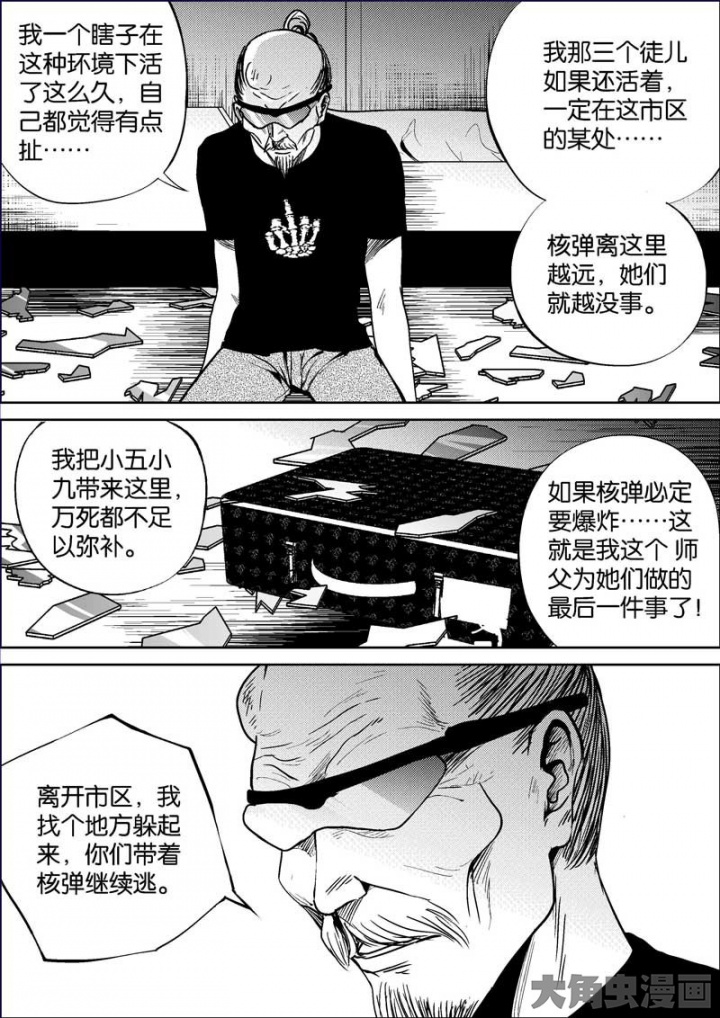 我一个瞎子在
这种环境下活
了这么久，自
己都觉得有点
扯……
我那三个徒儿
如果还活着，
一定在这市区
的某处……
核弹离这里
越远，她们
就越没事。
我把小五小
九带来这里，
万死都不足
以弥补。
如果核弹必定
要爆炸……这
就是我这个 师
父为她们做的
最后一件事了！
离开市区，我
找个地方躲起
来，你们带着
核弹继续逃。
大角虫漫画